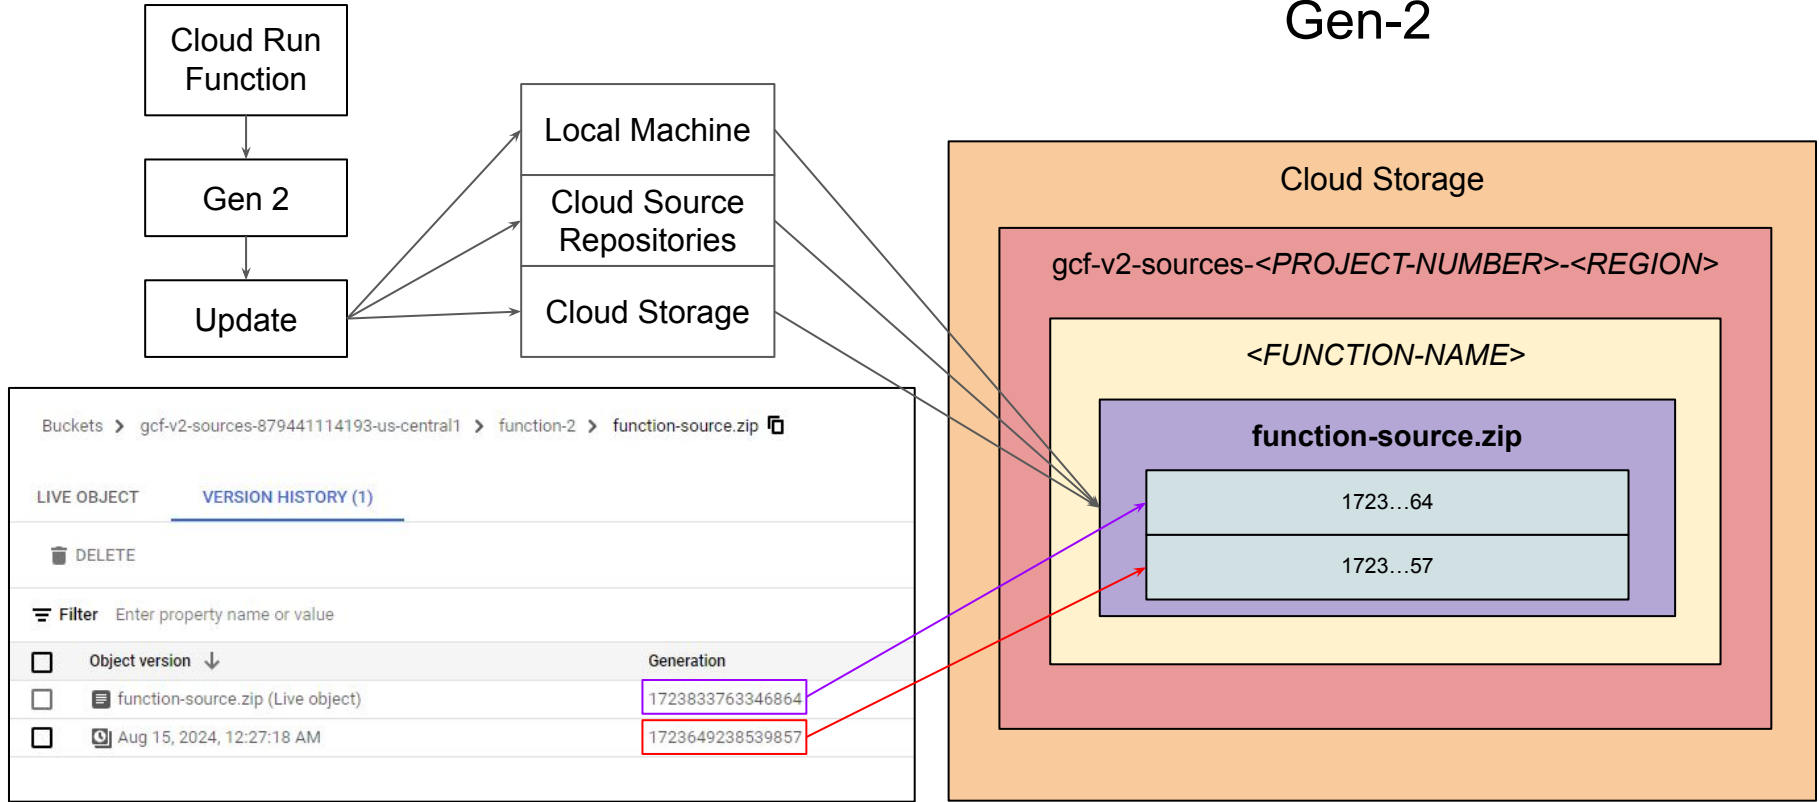 Gen-2
Cloud Run
Function
Gen 2
Update
Local Machine
Cloud Source
Repositories
Cloud Storage
Cloud Storage
gcf-v2-sources-<PROJECT-NUMBER>-<REGION>
<FUNCTION-NAME>
function-source.zip
1723...64
1723...57
Buckets > gcf-v2-sources-879441114193-us-central1 > function-2 > function-source.zip
LIVE OBJECT VERSION HISTORY (1)
DELETE
Filter Enter property name or value
Object version Generation
function-source.zip (Live object) 1723833763346864
Aug 15, 2024, 12:27:18 AM 1723649238539857